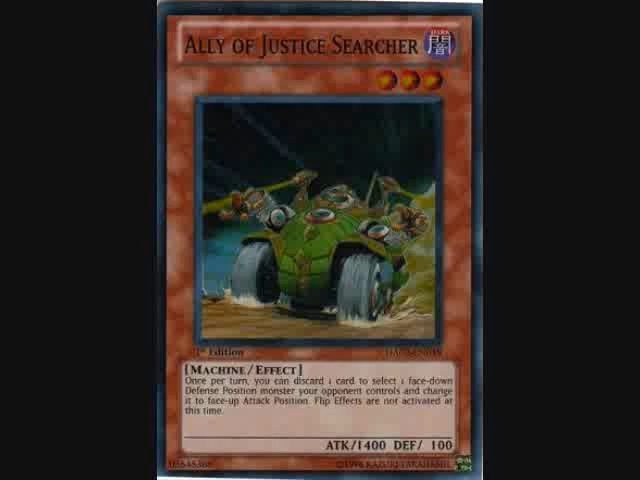 Ally of Justice Searcher
DARK
闇
1st Edition
[Machine/Effect]
Once per turn, you can discard 1 card to select 1 face-down
Defense Position monster your opponent controls and change
it to face-up Attack Position. Flip Effects are not activated at
this time.
ATK/1400 DEF/ 100
©1996 KAZUKI TAKAHASHI